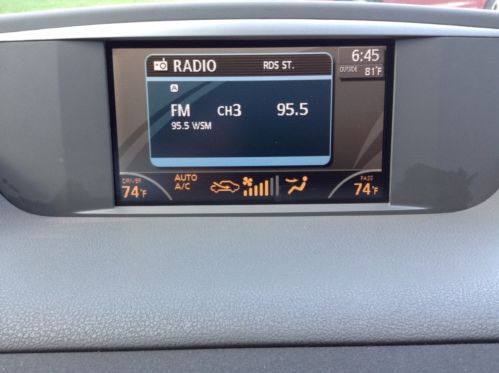 RADIO RDS ST.
6:45
OUTSIDE 81°F
A
FM CH3 95.5
95.5 WSM
DRIVER
74°F
AUTO
A/C
PASS
74°F